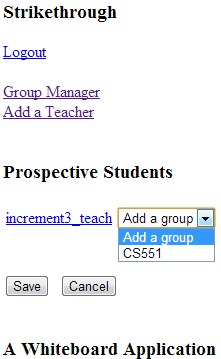 Strikethrough
Logout
Group Manager
Add a Teacher
Prospective Students
increment3_teach Add a group
Add a group
CS551
Save Cancel
A Whiteboard Application